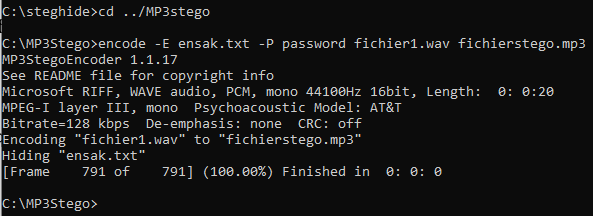 C:\steghide>cd ../MP3stego
C:\MP3Stego>encode -E ensak.txt -P password fichier1.wav fichierstego.mp3
MP3StegoEncoder 1.1.17
See README file for copyright info
Microsoft RIFF, WAVE audio, PCM, mono 44100Hz 16bit, Length:  0: 0:20
MPEG-I layer III, mono  Psychoacoustic Model: AT&T
Bitrate=128 kbps  De-emphasis: none  CRC: off
Encoding "fichier1.wav" to "fichierstego.mp3"
Hiding "ensak.txt"
[Frame   791 of   791] (100.00%) Finished in  0: 0: 0
C:\MP3Stego>